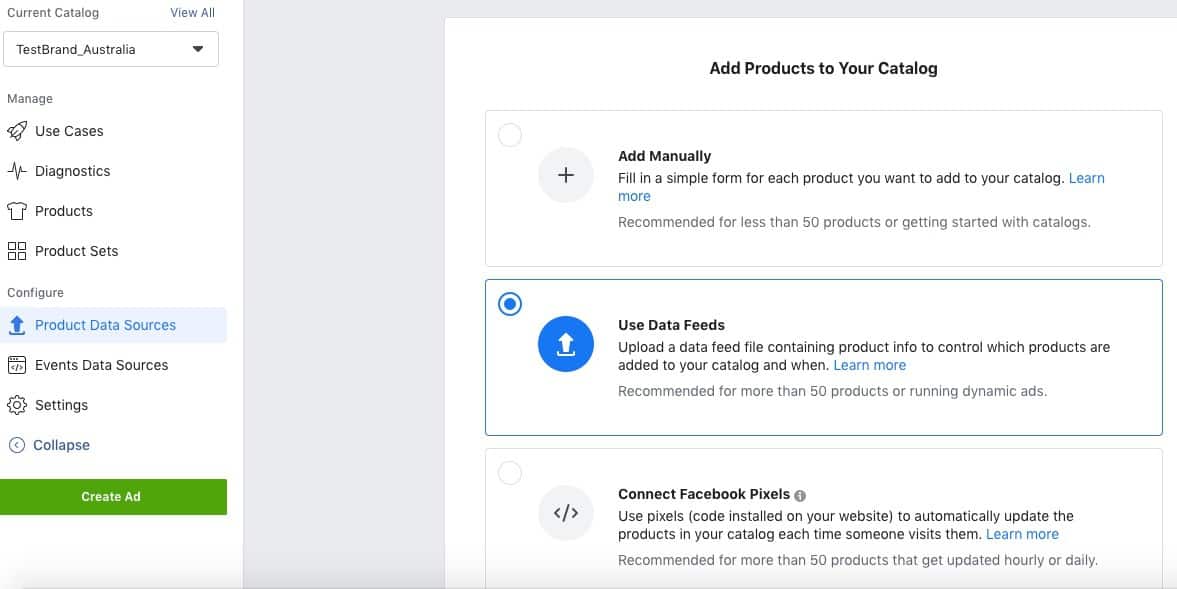 Current Catalog View All
TestBrand_Australia
Manage
Use Cases
Diagnostics
Products
Product Sets
Configure
Product Data Sources
Events Data Sources
Settings
Collapse
Create Ad
Add Products to Your Catalog
Add Manually
Fill in a simple form for each product you want to add to your catalog. Learn
more
Recommended for less than 50 products or getting started with catalogs.
Use Data Feeds
Upload a data feed file containing product info to control which products are
added to your catalog and when. Learn more
Recommended for more than 50 products or running dynamic ads.
Connect Facebook Pixels
Use pixels (code installed on your website) to automatically update the
products in your catalog each time someone visits them. Learn more
Recommended for more than 50 products that get updated hourly or daily.